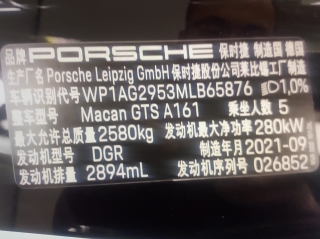 品牌 PORSCHE 保时捷 制造国 德国
生产厂名 Porsche Leipzig GmbH 保时捷股份公司莱比锡工厂制造
车辆识别代号 WP1AG2953MLB65876 1,0%
整车型号 Macan GTS A161 乘坐人数 5
最大允许总质量 2580kg 发动机最大净功率 280kW
发动机型号 DGR 制造年月 2021-09
发动机排量 2894mL 发动机序列号 026852